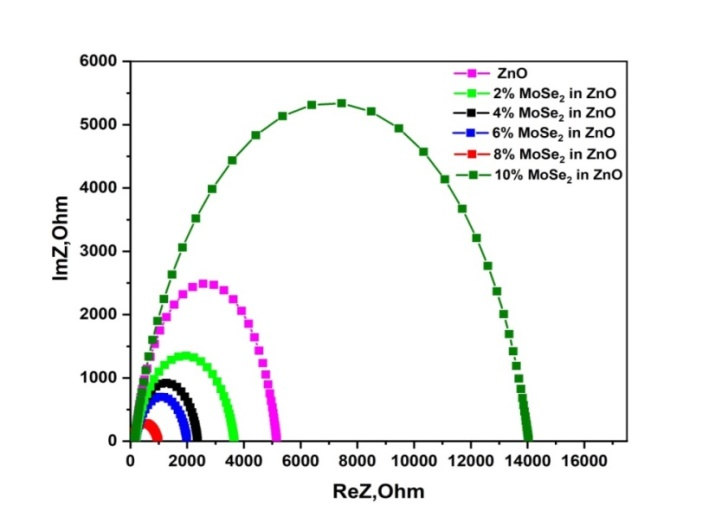 6000
5000
4000
3000
2000
1000
0
ImZ,Ohm
ZnO
2% MoSe₂ in ZnO
4% MoSe₂ in ZnO
6% MoSe₂ in ZnO
8% MoSe₂ in ZnO
10% MoSe₂ in ZnO
0 2000 4000 6000 8000 10000 12000 14000 16000
ReZ,Ohm